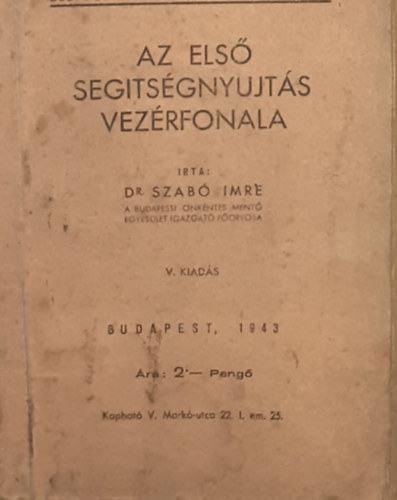 AZ ELSŐ
SEGITSÉGNYUJTÁS
VEZÉRFONALA
IRTA:
DR. SZABÓ IMRE
A BUDAPESTI ÖNKÉNTES MENTŐ
EGYESÜLET IGAZGATÓ FŐORVOSA
V. KIADÁS
BUDAPEST, 1943
Ára: 2·— Pengő
Kapható V. Markó-utca 22. I. em. 25.